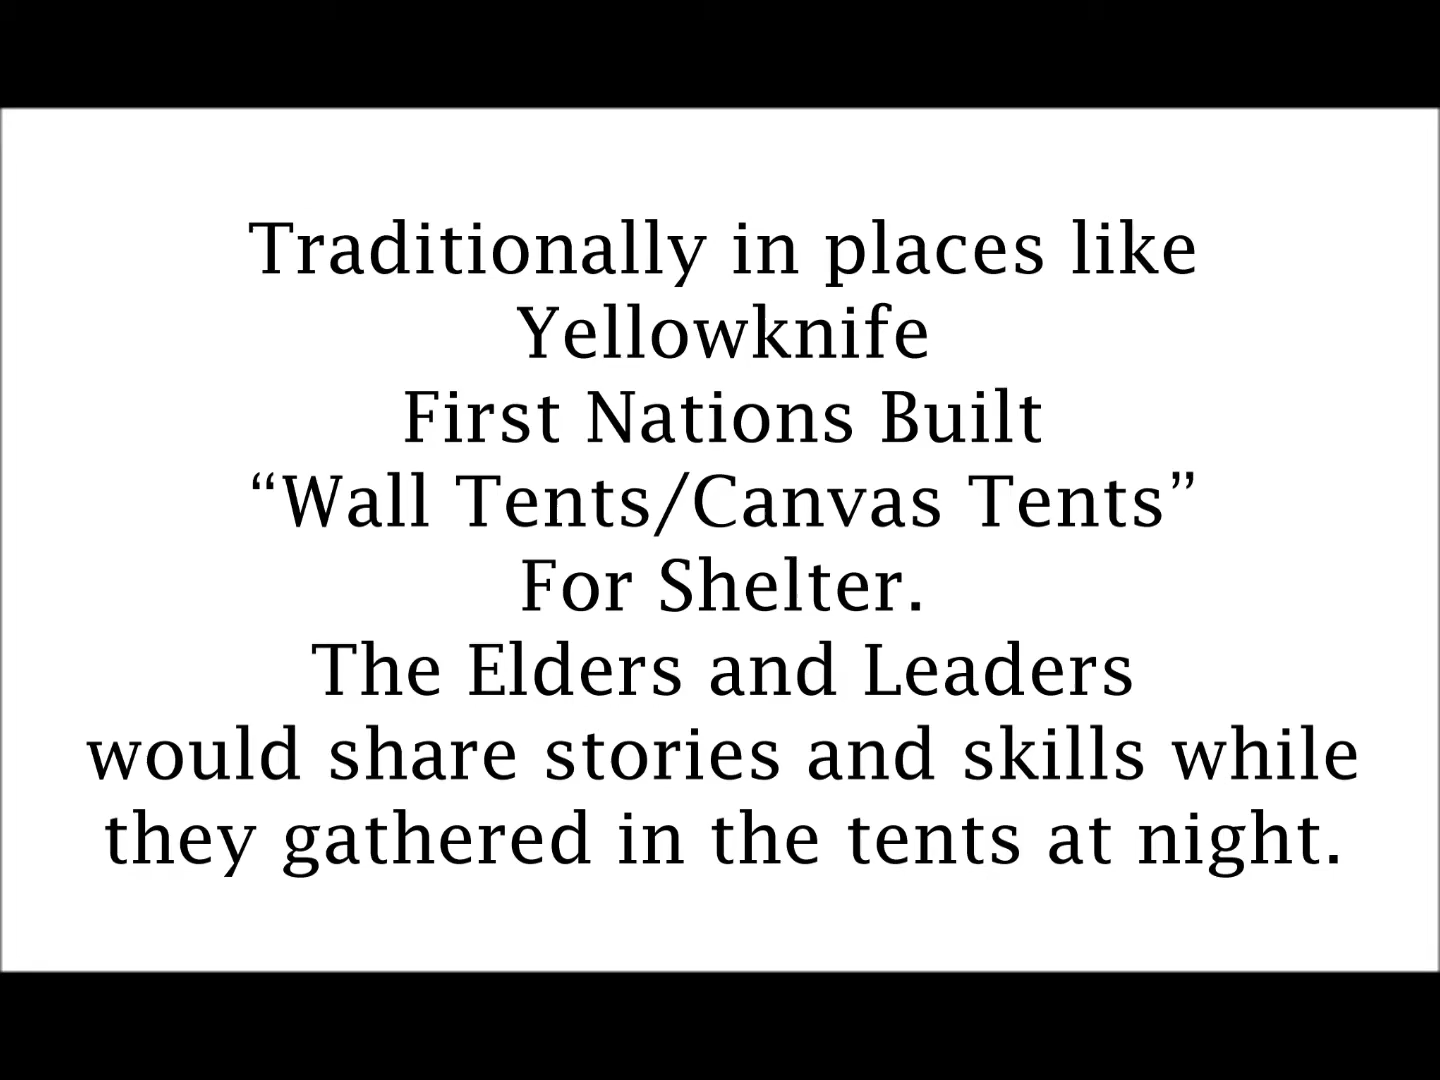 Traditionally in places like
Yellowknife
First Nations Built
“Wall Tents/Canvas Tents”
For Shelter.
The Elders and Leaders
would share stories and skills while
they gathered in the tents at night.